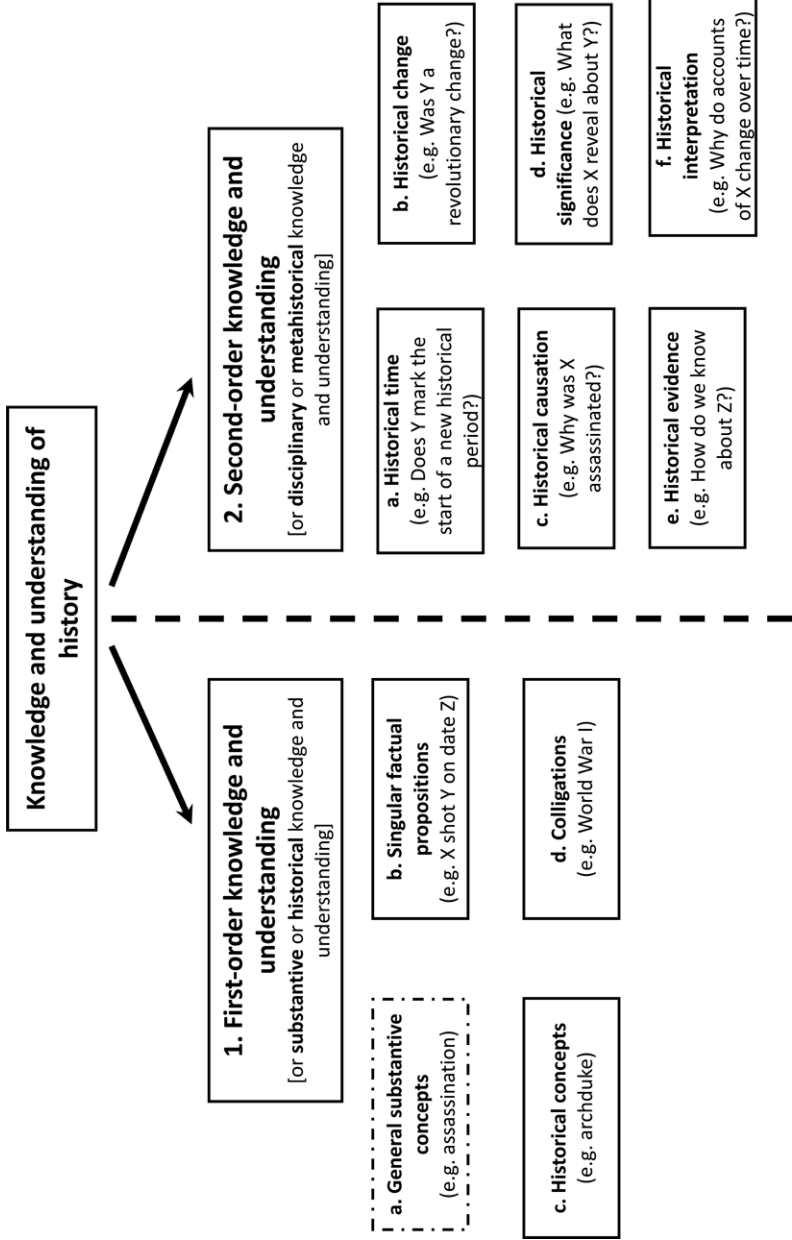 Knowledge and understanding of
history
1. First-order knowledge and
understanding
[or substantive or historical knowledge and
understanding]
a. General substantive
concepts
(e.g. assassination)
b. Singular factual
propositions
(e.g. X shot Y on date Z)
c. Historical concepts
(e.g. archduke)
d. Colligations
(e.g. World War I)
2. Second-order knowledge and
understanding
[or disciplinary or metahistorical knowledge
and understanding]
a. Historical time
(e.g. Does Y mark the
start of a new historical
period?)
b. Historical change
(e.g. Was Y a
revolutionary change?)
c. Historical causation
(e.g. Why was X
assassinated?)
d. Historical
significance (e.g. What
does X reveal about Y?)
e. Historical evidence
(e.g. How do we know
about Z?)
f. Historical
interpretation
(e.g. Why do accounts
of X change over time?)